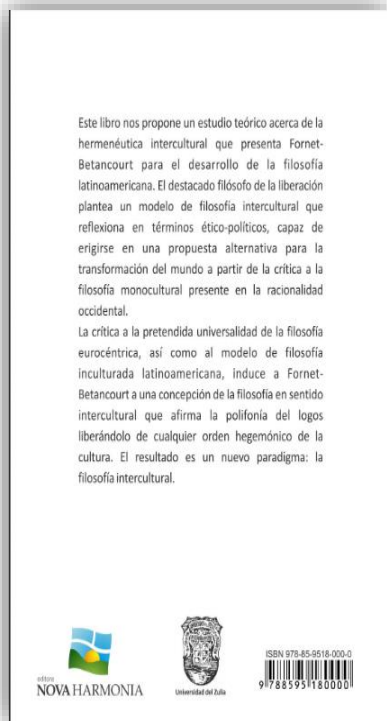 Este libro nos propone un estudio teórico acerca de la
hermenéutica intercultural que presenta Fornet-
Betancourt para el desarrollo de la filosofía
latinoamericana. El destacado filósofo de la liberación
plantea un modelo de filosofía intercultural que
reflexiona en términos ético-políticos, capaz de
erigirse en una propuesta alternativa para la
transformación del mundo a partir de la crítica a la
filosofía monocultural presente en la racionalidad
occidental.
La crítica a la pretendida universalidad de la filosofía
eurocéntrica, así como al modelo de filosofía
inculturada latinoamericana, induce a Fornet-
Betancourt a una concepción de la filosofía en sentido
intercultural que afirma la polifonía del logos
liberándolo de cualquier orden hegemónico de la
cultura. El resultado es un nuevo paradigma: la
filosofía intercultural.
editora
NOVA HARMONIA
Universidad del Zulia
ISBN 978-85-9518-000-0
9 788595 180000